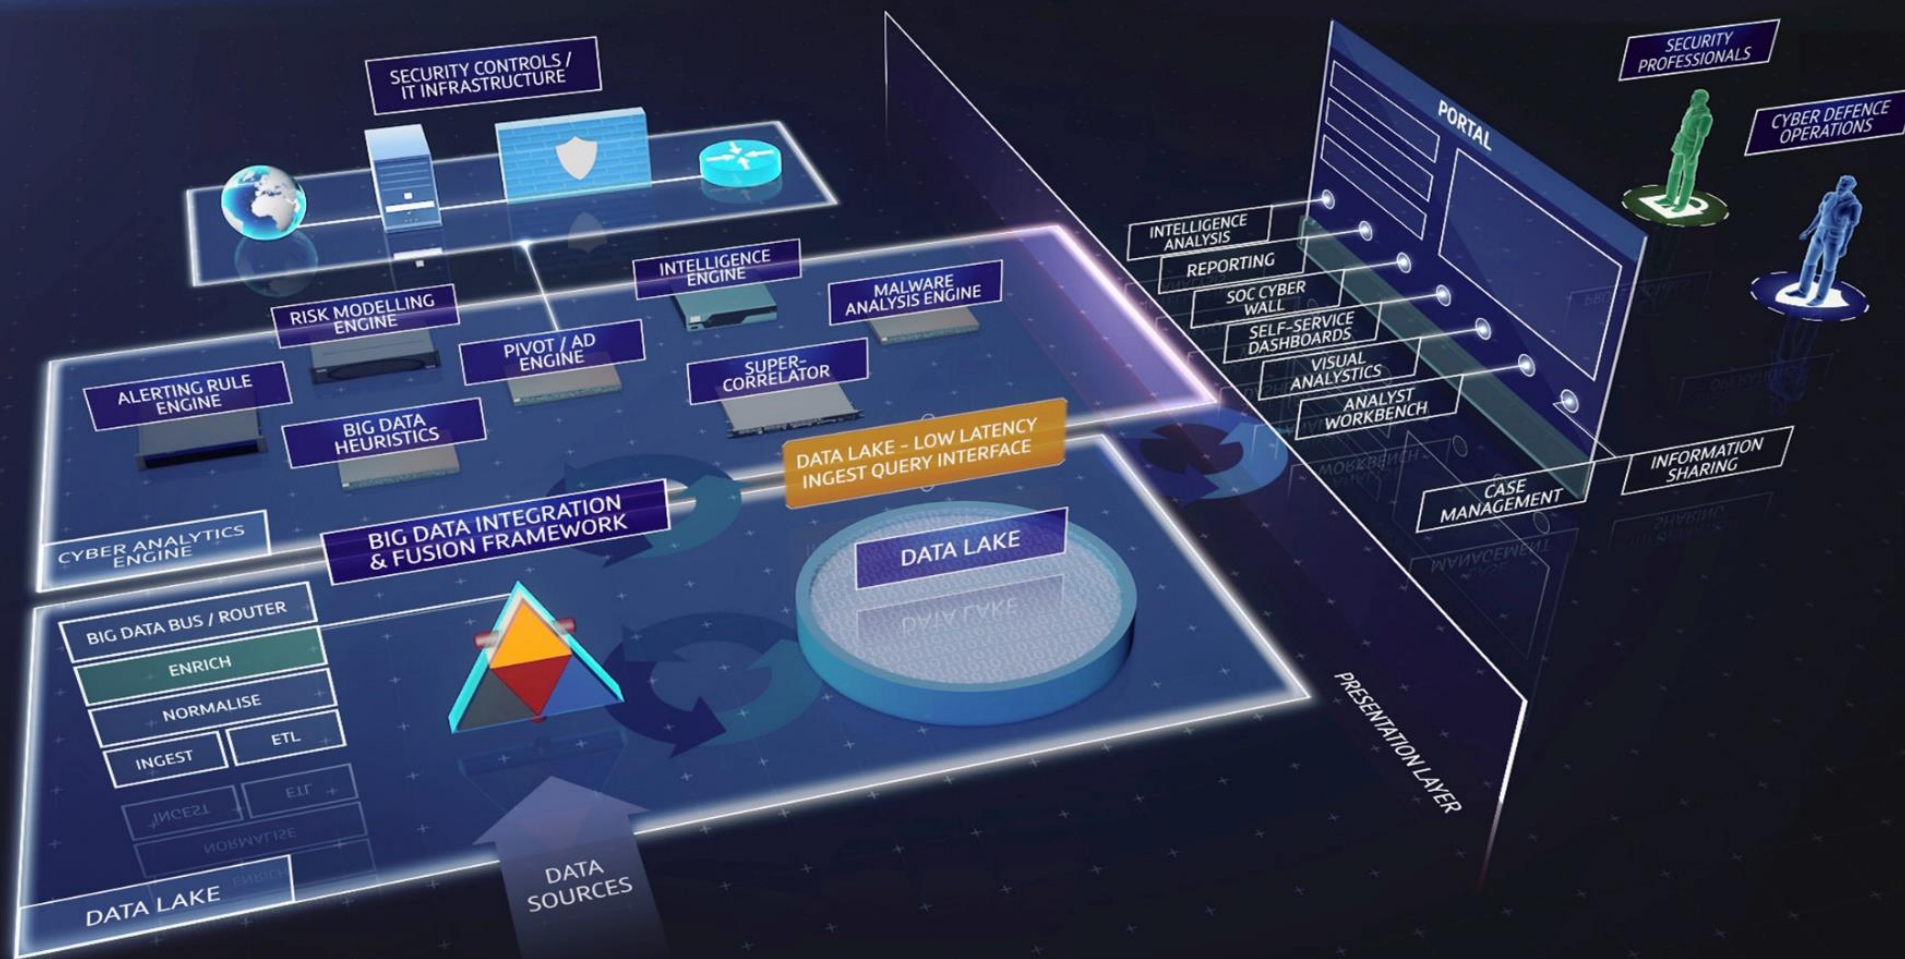 SECURITY CONTROLS /
IT INFRASTRUCTURE
SECURITY
PROFESSIONALS
CYBER DEFENCE
OPERATIONS
PORTAL
INTELLIGENCE
ANALYSIS
REPORTING
SOC CYBER
WALL
SELF-SERVICE
DASHBOARDS
VISUAL
ANALYTICS
ANALYST
WORKBENCH
CASE
MANAGEMENT
INFORMATION
SHARING
INTELLIGENCE
ENGINE
MALWARE
ANALYSIS ENGINE
RISK MODELLING
ENGINE
PIVOT / AD
ENGINE
SUPER-
CORRELATOR
ALERTING RULE
ENGINE
BIG DATA
HEURISTICS
CYBER ANALYTICS
ENGINE
BIG DATA INTEGRATION
& FUSION FRAMEWORK
DATA LAKE - LOW LATENCY
INGEST QUERY INTERFACE
DATA LAKE
BIG DATA BUS / ROUTER
ENRICH
NORMALISE
INGEST
ETL
DATA LAKE
DATA
SOURCES
PRESENTATION LAYER